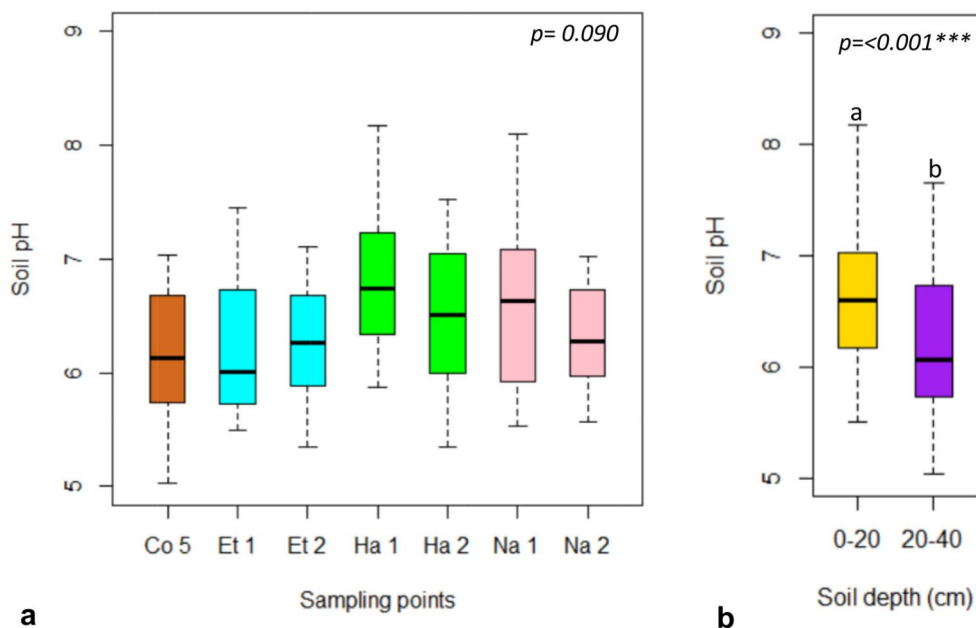 p= 0.090
9
8
7
6
5
Soil pH
Co 5 Et 1 Et 2 Ha 1 Ha 2 Na 1 Na 2
Sampling points
a
p=<0.001***
9
8
7
6
5
Soil pH
a
b
0-20 20-40
Soil depth (cm)
b